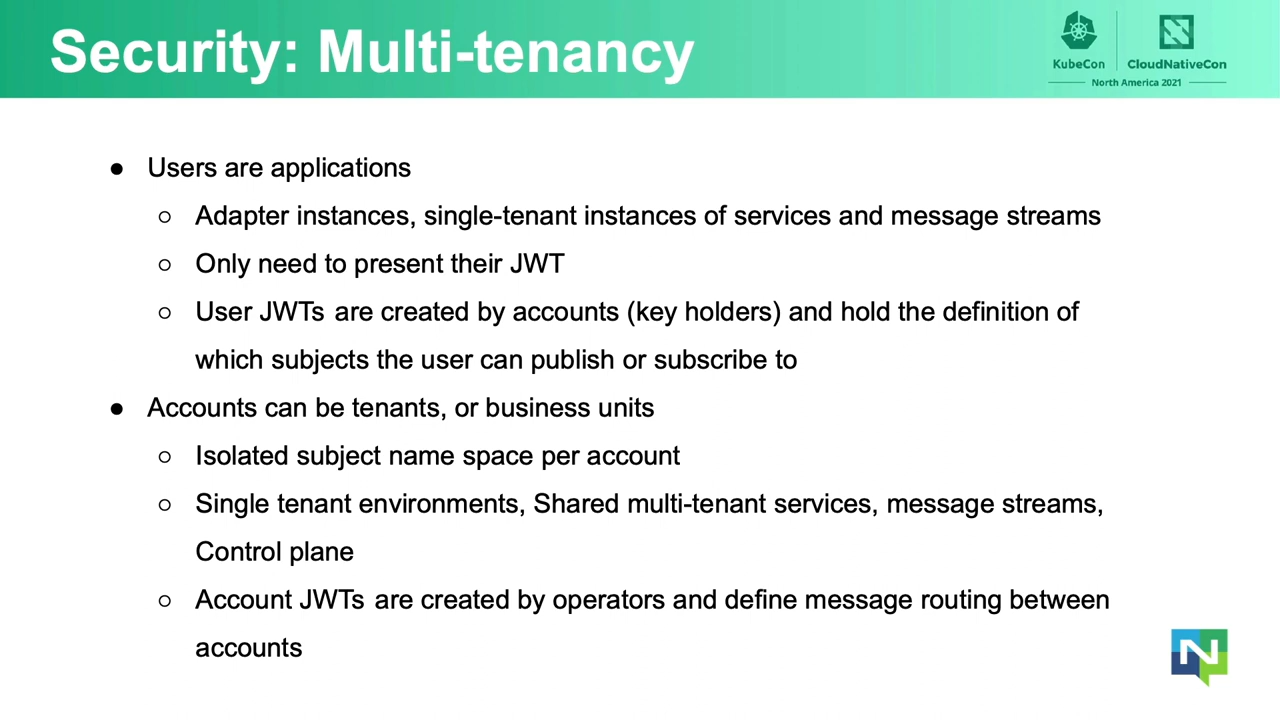 Security: Multi-tenancy
KubeCon
CloudNativeCon
North America 2021
● Users are applications
○ Adapter instances, single-tenant instances of services and message streams
○ Only need to present their JWT
○ User JWTs are created by accounts (key holders) and hold the definition of
which subjects the user can publish or subscribe to
● Accounts can be tenants, or business units
○ Isolated subject name space per account
○ Single tenant environments, Shared multi-tenant services, message streams,
Control plane
○ Account JWTs are created by operators and define message routing between
accounts
N